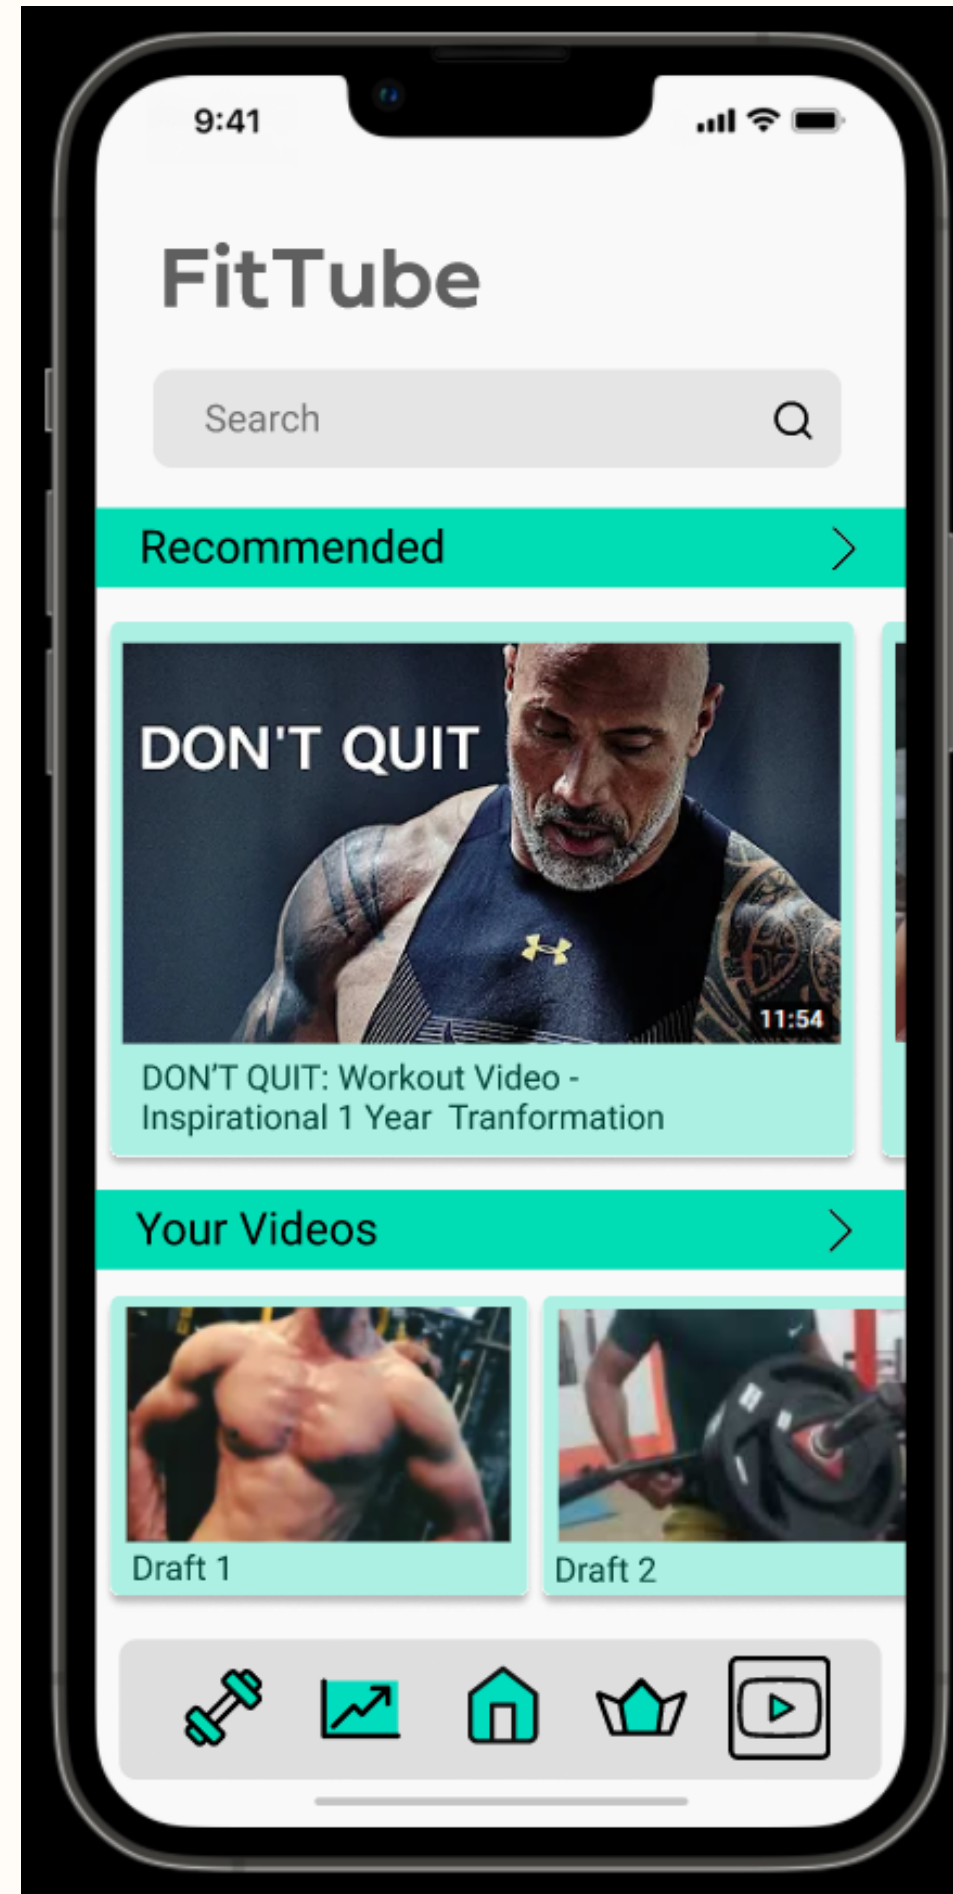 9:41
FitTube
Search
Recommended
DON'T QUIT
11:54
DON'T QUIT: Workout Video -
Inspirational 1 Year  Tranformation
Your Videos
Draft 1
Draft 2